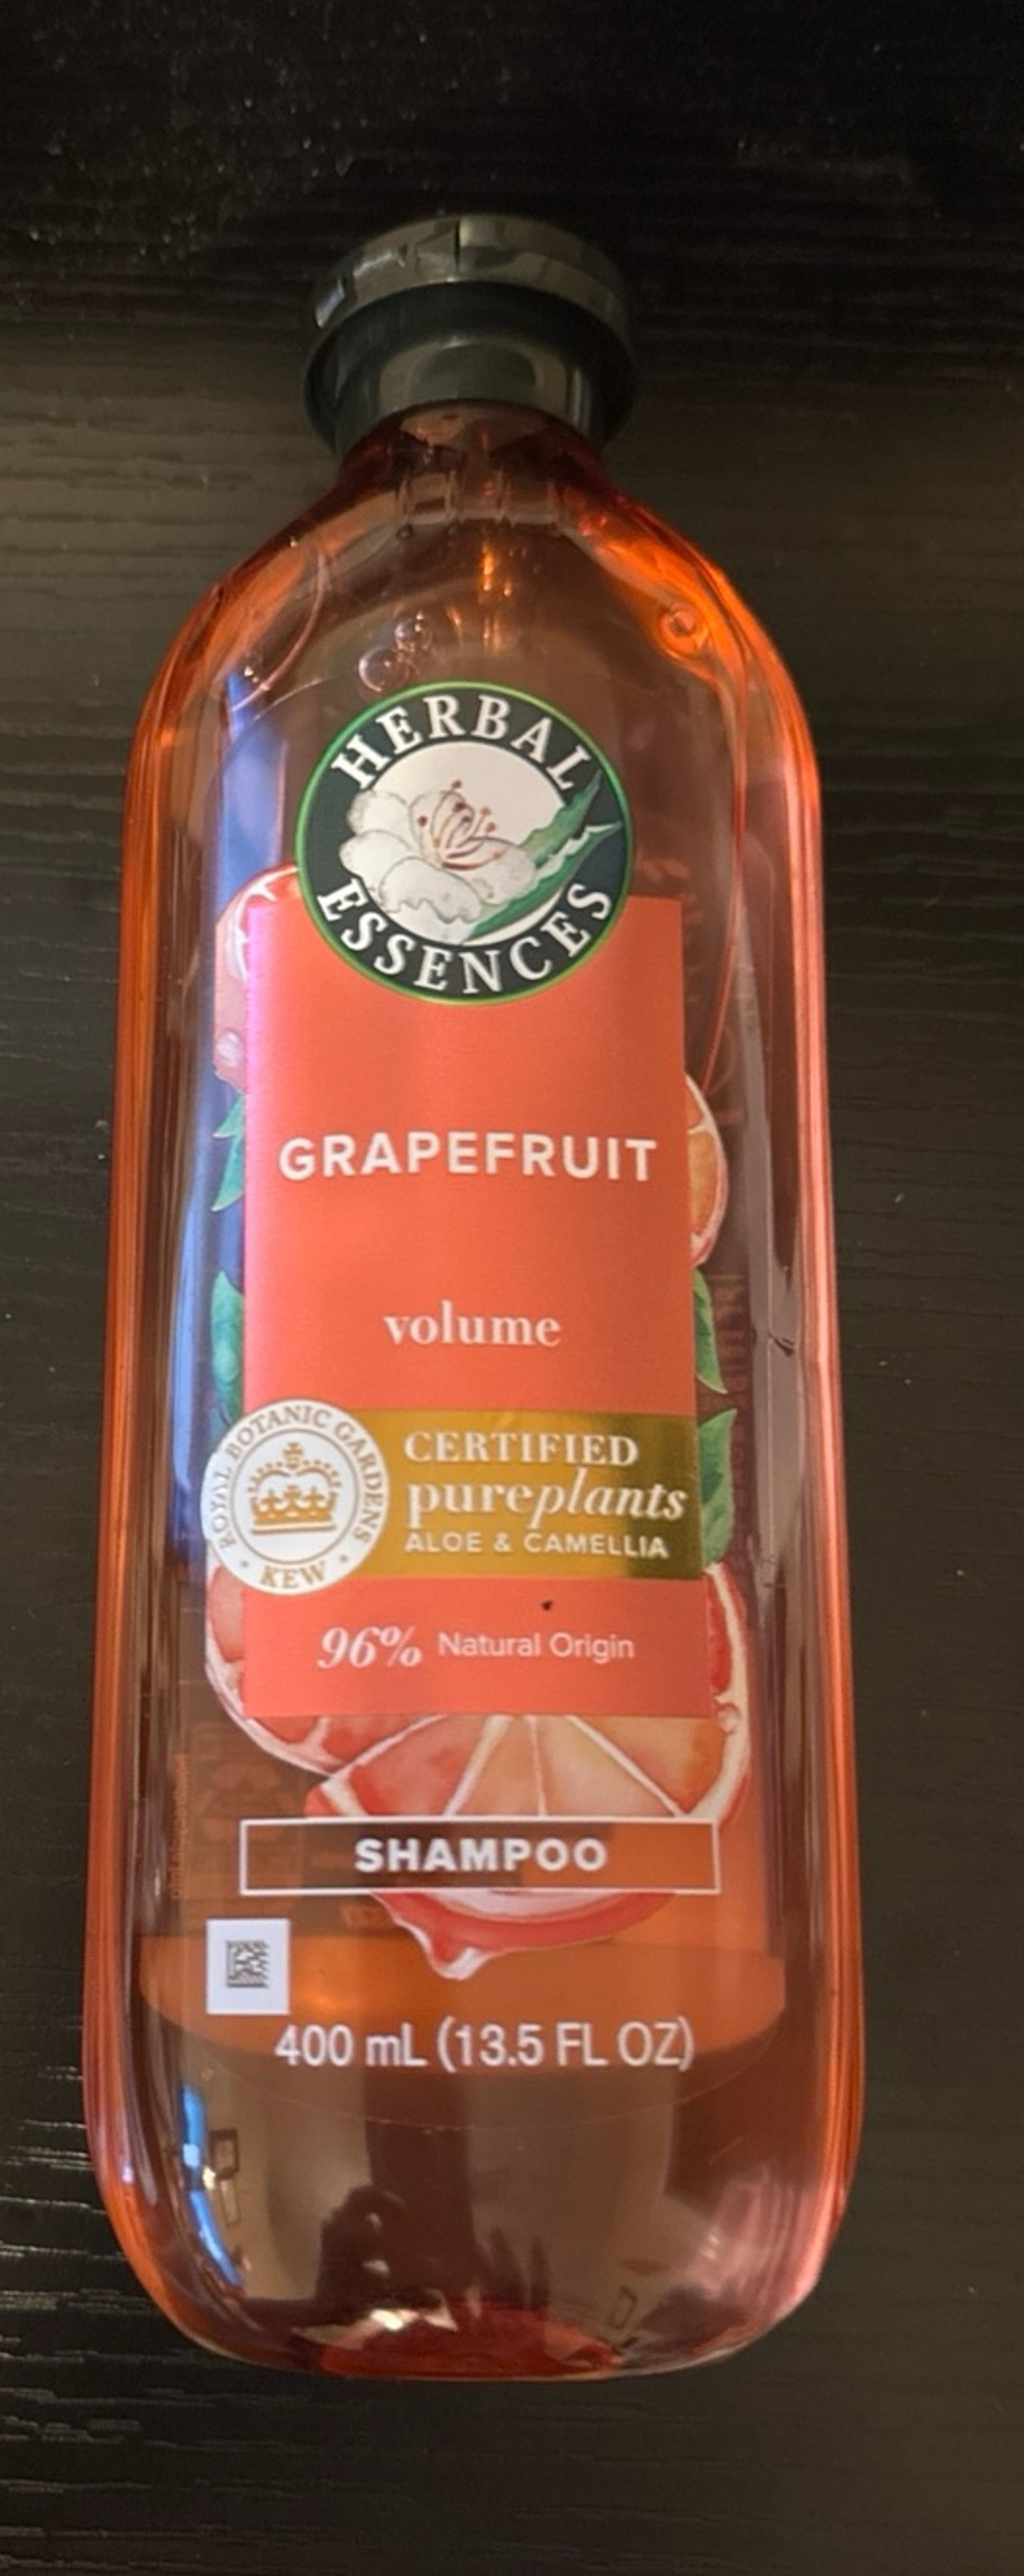 HERBAL
ESSENCES
GRAPEFRUIT
volume
ROYAL BOTANIC GARDENS
KEW
CERTIFIED
pureplants
ALOE & CAMELLIA
96% Natural Origin
SHAMPOO
400 mL (13.5 FL OZ)